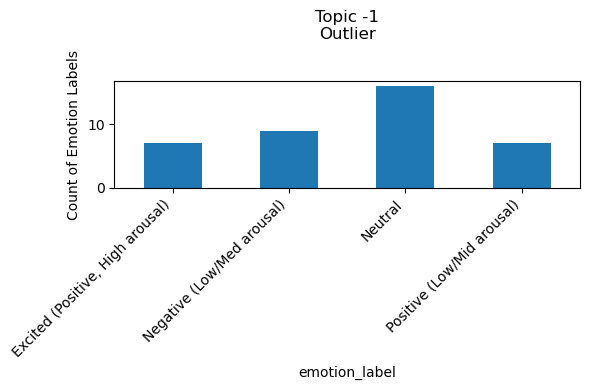 Topic -1
Outlier
Count of Emotion Labels
10
0
Excited (Positive, High arousal)
Negative (Low/Med arousal)
Neutral
Positive (Low/Mid arousal)
emotion_label